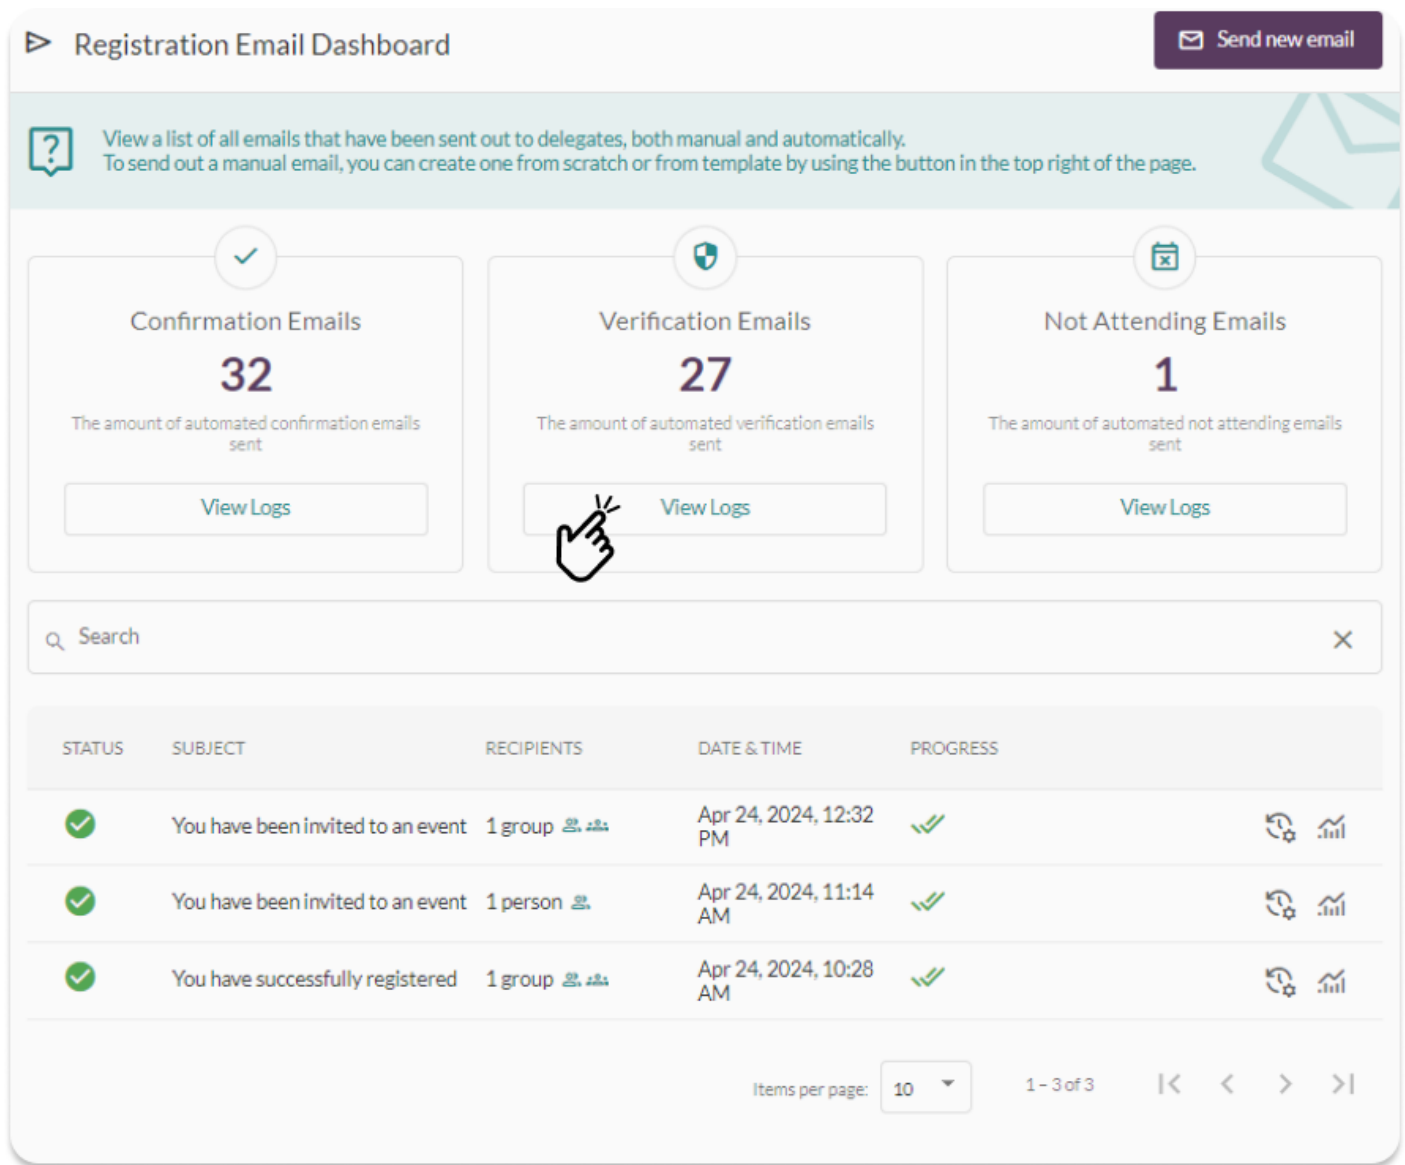 Registration Email Dashboard
Send new email
View a list of all emails that have been sent out to delegates, both manual and automatically.
To send out a manual email, you can create one from scratch or from template by using the button in the top right of the page.
Confirmation Emails
32
The amount of automated confirmation emails
sent
View Logs
Verification Emails
27
The amount of automated verification emails
sent
View Logs
Not Attending Emails
1
The amount of automated not attending emails
sent
View Logs
Search
STATUS SUBJECT RECIPIENTS DATE & TIME PROGRESS
You have been invited to an event 1 group Apr 24, 2024, 12:32
PM
You have been invited to an event 1 person Apr 24, 2024, 11:14
AM
You have successfully registered 1 group Apr 24, 2024, 10:28
AM
Items per page: 10 1 – 3 of 3